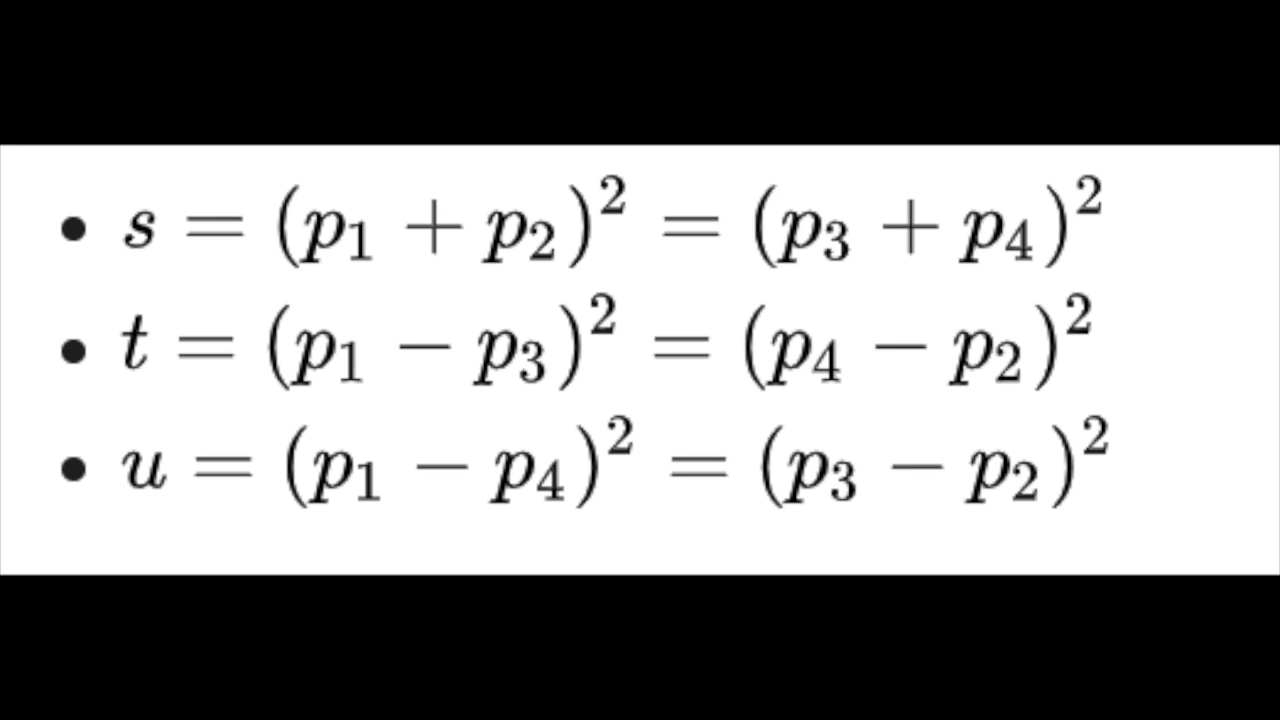 • s = (p₁ + p₂)² = (p₃ + p₄)²
• t = (p₁ − p₃)² = (p₄ − p₂)²
• u = (p₁ − p₄)² = (p₃ − p₂)²